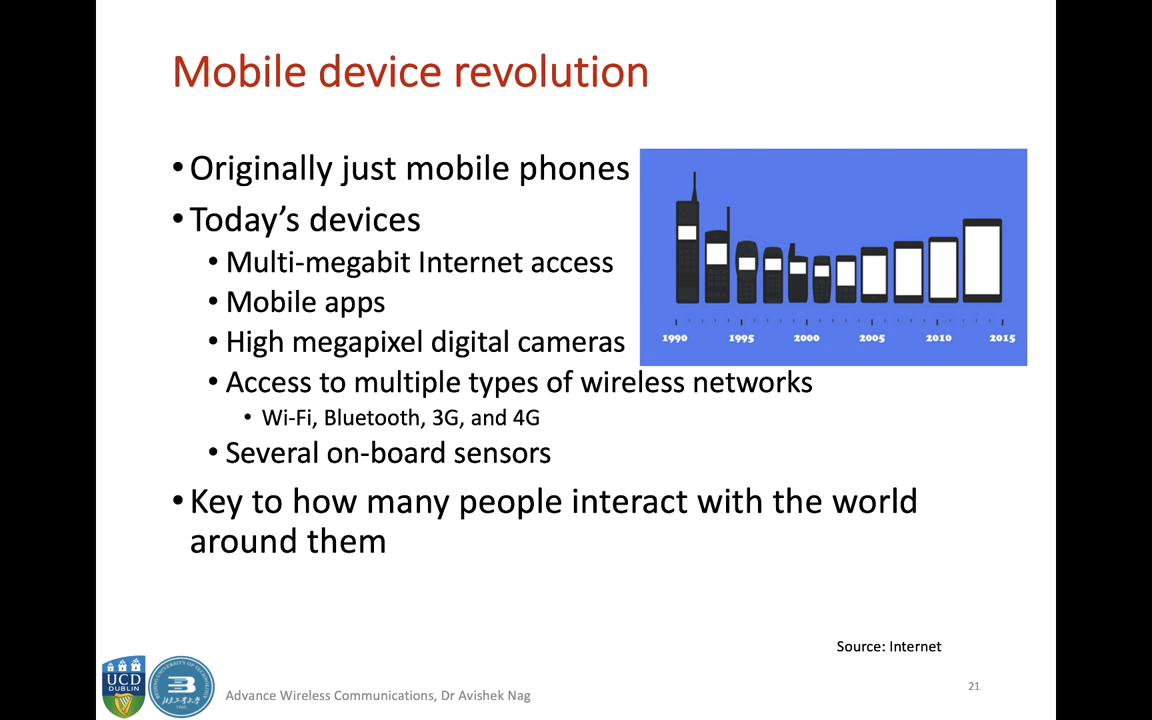 Mobile device revolution
• Originally just mobile phones
• Today’s devices
• Multi-megabit Internet access
• Mobile apps
• High megapixel digital cameras
• Access to multiple types of wireless networks
• Wi-Fi, Bluetooth, 3G, and 4G
• Several on-board sensors
• Key to how many people interact with the world
around them
1990 1995 2000 2005 2010 2015
Source: Internet
UCD
DUBLIN
Advance Wireless Communications, Dr Avishek Nag
21